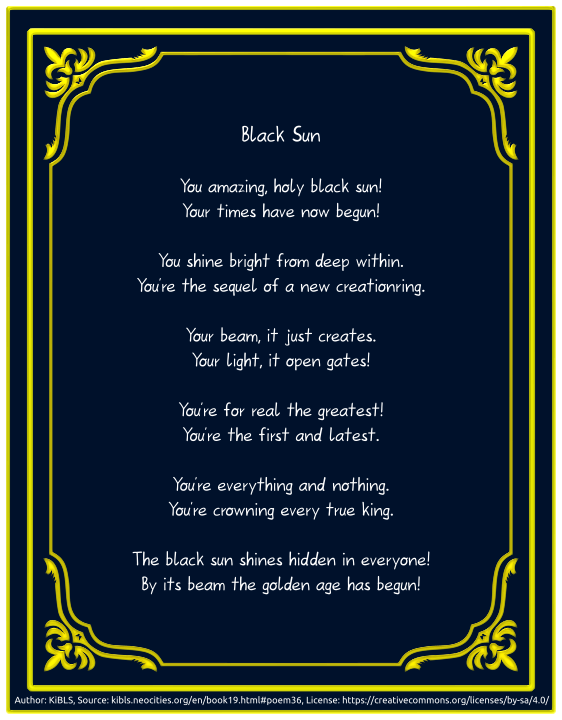 Black Sun
You amazing, holy black sun!
Your times have now begun!
You shine bright from deep within.
You're the sequel of a new creationring.
Your beam, it just creates.
Your light, it open gates!
You're for real the greatest!
You're the first and latest.
You're everything and nothing.
You're crowning every true king.
The black sun shines hidden in everyone!
By its beam the golden age has begun!
Author: KiBLS, Source: kibls.neocities.org/en/book19.html#poem36, License: https://creativecommons.org/licenses/by-sa/4.0/